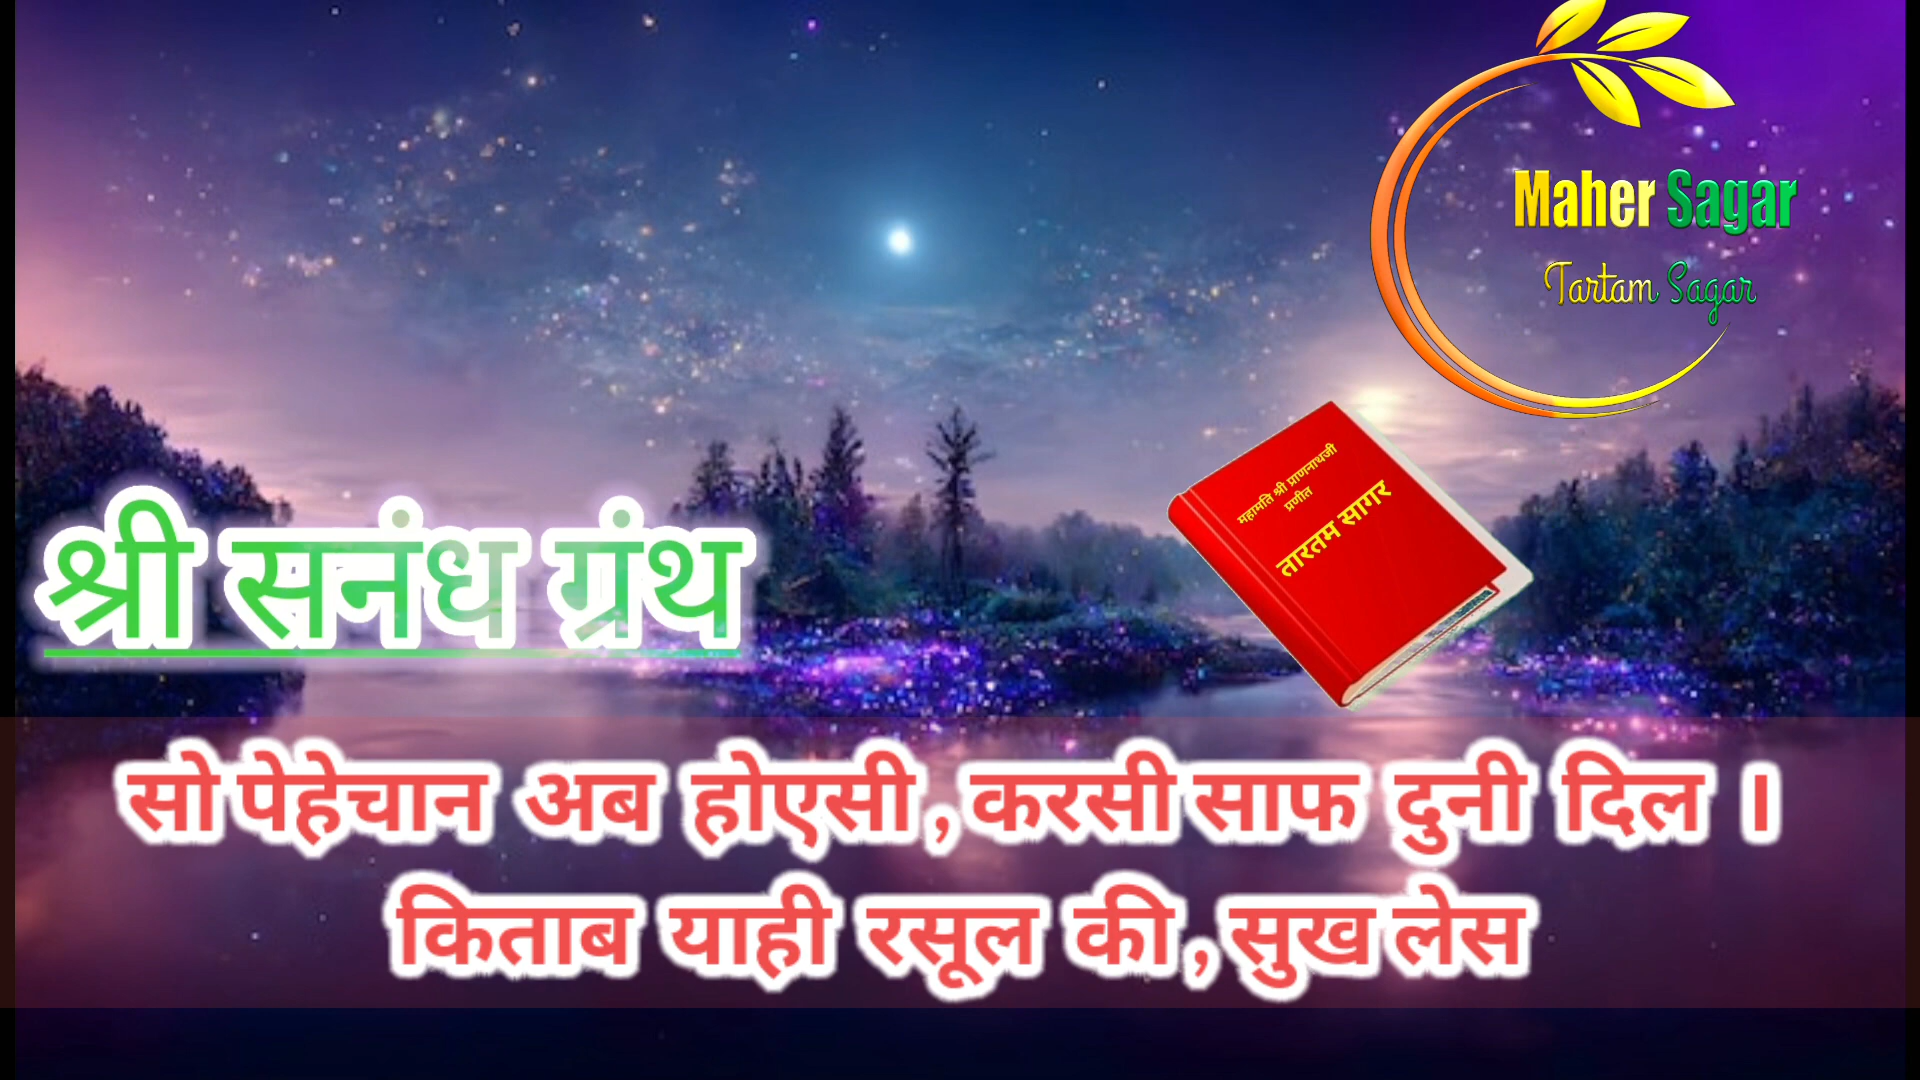 Maher Sagar
Tartam Sagar
महामति श्री प्राणनाथजी
प्रणीत
तारतम सागर
श्री सनंध ग्रंथ
सो पेहेचान अब होएसी, करसी साफ दुनी दिल ।
किताब याही रसूल की, सुख लेस